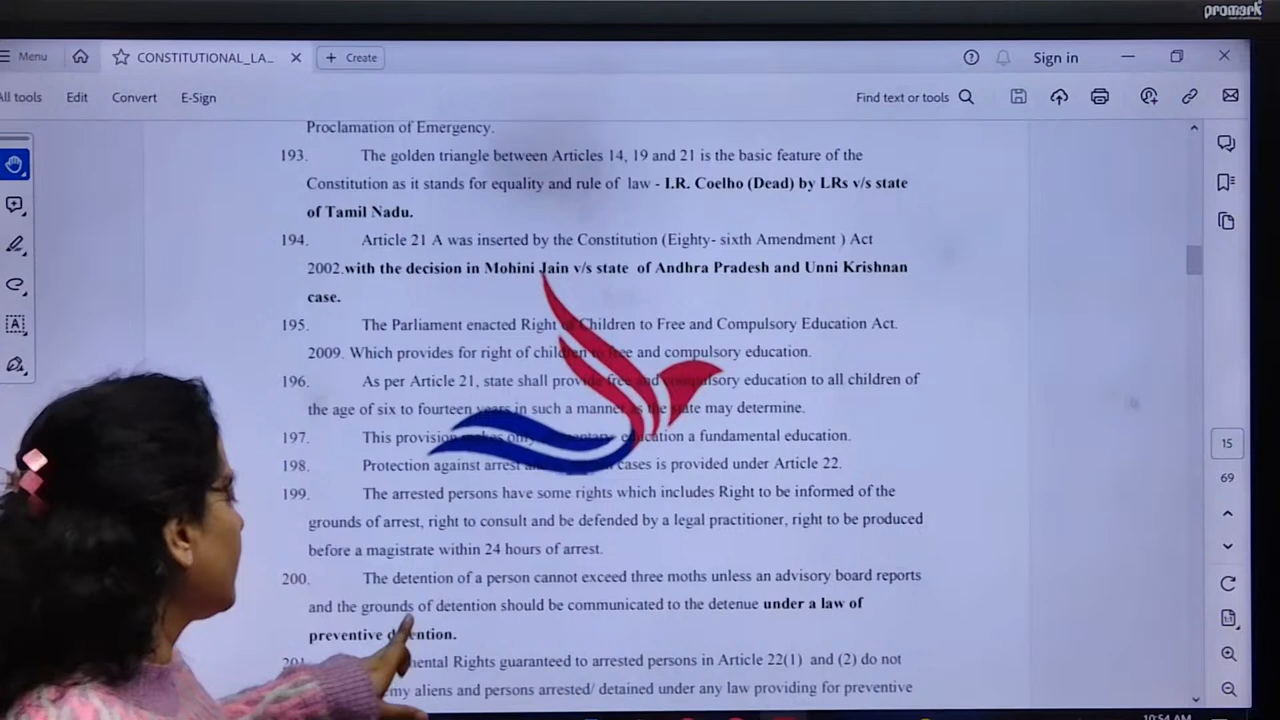 promark
Menu
CONSTITUTIONAL_LA...
Create
Sign in
All tools
Edit
Convert
E-Sign
Find text or tools
Proclamation of Emergency.
193. The golden triangle between Articles 14, 19 and 21 is the basic feature of the
Constitution as it stands for equality and rule of law - I.R. Coelho (Dead) by LRs v/s state
of Tamil Nadu.
194. Article 21 A was inserted by the Constitution (Eighty- sixth Amendment ) Act
2002.with the decision in Mohini Jain v/s state of Andhra Pradesh and Unni Krishnan
case.
195. The Parliament enacted Right of Children to Free and Compulsory Education Act.
2009. Which provides for right of children to free and compulsory education.
196. As per Article 21, state shall provide free and compulsory education to all children of
the age of six to fourteen years in such a manner as the state may determine.
197. This provision makes only education a fundamental education.
198. Protection against arrest cases is provided under Article 22.
199. The arrested persons have some rights which includes Right to be informed of the
grounds of arrest, right to consult and be defended by a legal practitioner, right to be produced
before a magistrate within 24 hours of arrest.
200. The detention of a person cannot exceed three moths unless an advisory board reports
and the grounds of detention should be communicated to the detenue under a law of
preventive detention.
201. Rights guaranteed to arrested persons in Article 22(1) and (2) do not
aliens and persons arrested/ detained under any law providing for preventive
15
69
10:54 AM